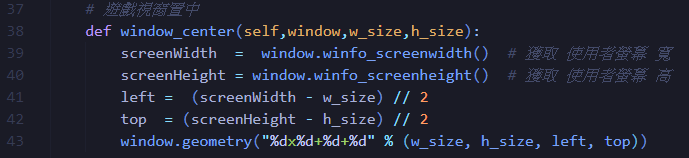 37 # 遊戲視窗置中
38 def window_center(self,window,w_size,h_size):
39 screenWidth  =  window.winfo_screenwidth()  # 獲取 使用者螢幕 寬
40 screenHeight = window.winfo_screenheight()  # 獲取 使用者螢幕 高
41 left =  (screenWidth - w_size) // 2
42 top  = (screenHeight - h_size) // 2
43 window.geometry("%dx%d+%d+%d" % (w_size, h_size, left, top))